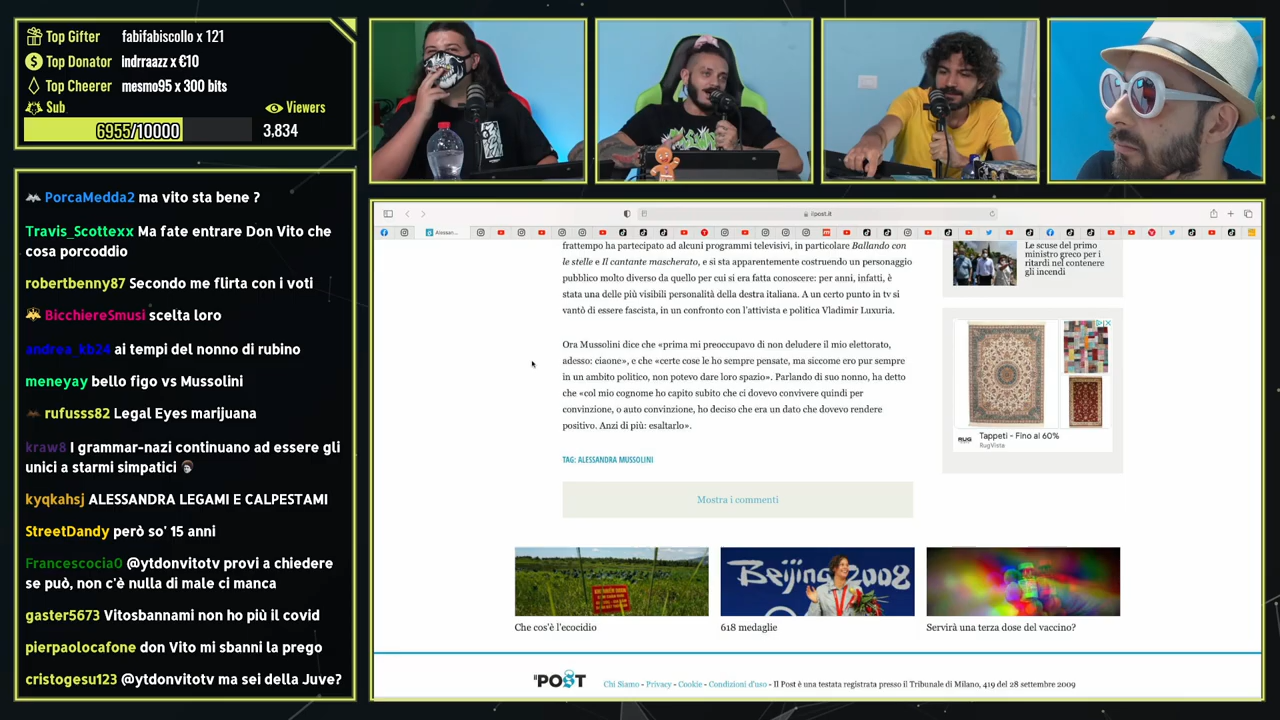 Top Gifter fabifabiscollo x 121
Top Donator indrraazz x €10
Top Cheerer mesmo95 x 300 bits
Sub Viewers
6955/10000 3,834
PorcaMedda2 ma vito sta bene ?
Travis_Scottexx Ma fate entrare Don Vito che
cosa porcoddio
robertbenny87 Secondo me flirta con i voti
BicchiereSmusi scelta loro
andrea_kb24 ai tempi del nonno di rubino
meneyay bello figo vs Mussolini
rufusss82 Legal Eyes marijuana
kraw8 I grammar-nazi continuano ad essere gli
unici a starmi simpatici
kyqkahsj ALESSANDRA LEGAMI E CALPESTAMI
StreetDandy però so' 15 anni
Francescocia0 @ytdonvitotv provi a chiedere
se può, non c'è nulla di male ci manca
gaster5673 Vitosbannami non ho più il covid
pierpaolocafone don Vito mi sbanni la prego
cristogesu123 @ytdonvitotv ma sei della Juve?
ilpost.it
Alessan...
frattempo ha partecipato ad alcuni programmi televisivi, in particolare Ballando con
le stelle e Il cantante mascherato, e si sta apparentemente costruendo un personaggio
pubblico molto diverso da quello per cui si era fatta conoscere: per anni, infatti, è
stata una delle più visibili personalità della destra italiana. A un certo punto in tv si
vantò di essere fascista, in un confronto con l'attivista e politica Vladimir Luxuria.
Ora Mussolini dice che «prima mi preoccupavo di non deludere il mio elettorato,
adesso: ciaone», e che «certe cose le ho sempre pensate, ma siccome ero pur sempre
in un ambito politico, non potevo dare loro spazio». Parlando di suo nonno, ha detto
che «col mio cognome ho capito subito che ci dovevo convivere quindi per
convinzione, o auto convinzione, ho deciso che era un dato che dovevo rendere
positivo. Anzi di più: esaltarlo».
TAG: ALESSANDRA MUSSOLINI
Mostra i commenti
Le scuse del primo
ministro greco per i
ritardi nel contenere
gli incendi
RUG
Tappeti - Fino al 60%
RugVista
Beijing 2008
Che cos'è l'ecocidio
618 medaglie
Servirà una terza dose del vaccino?
IL POST
Chi Siamo - Privacy - Cookie - Condizioni d'uso - Il Post è una testata registrata presso il Tribunale di Milano, 419 del 28 settembre 2009